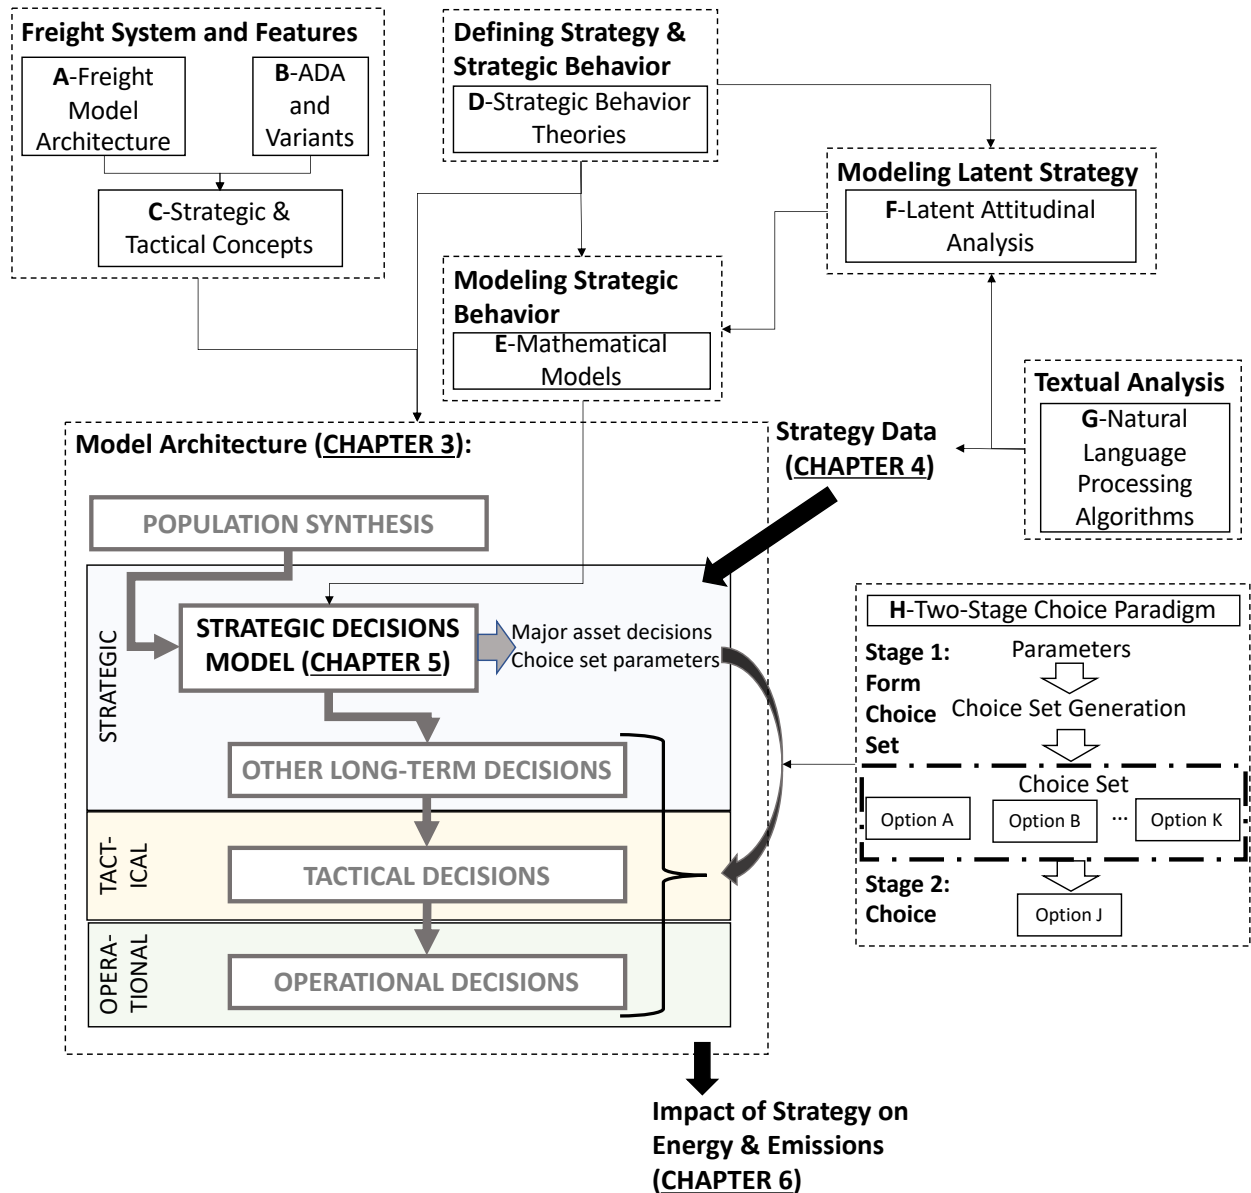 Freight System and Features
A-Freight
Model
Architecture
B-ADA
and
Variants
C-Strategic &
Tactical Concepts
Defining Strategy &
Strategic Behavior
D-Strategic Behavior
Theories
Modeling Latent Strategy
F-Latent Attitudinal
Analysis
Modeling Strategic
Behavior
E-Mathematical
Models
Textual Analysis
G-Natural
Language
Processing
Algorithms
Model Architecture (CHAPTER 3):
Strategy Data
(CHAPTER 4)
POPULATION SYNTHESIS
STRATEGIC
STRATEGIC DECISIONS
MODEL (CHAPTER 5)
Major asset decisions
Choice set parameters
OTHER LONG-TERM DECISIONS
TACT-
ICAL
TACTICAL DECISIONS
OPERA-
TIONAL
OPERATIONAL DECISIONS
H-Two-Stage Choice Paradigm
Stage 1:
Form
Choice
Set
Parameters
Choice Set Generation
Choice Set
Option A
Option B
...
Option K
Stage 2:
Choice
Option J
Impact of Strategy on
Energy & Emissions
(CHAPTER 6)